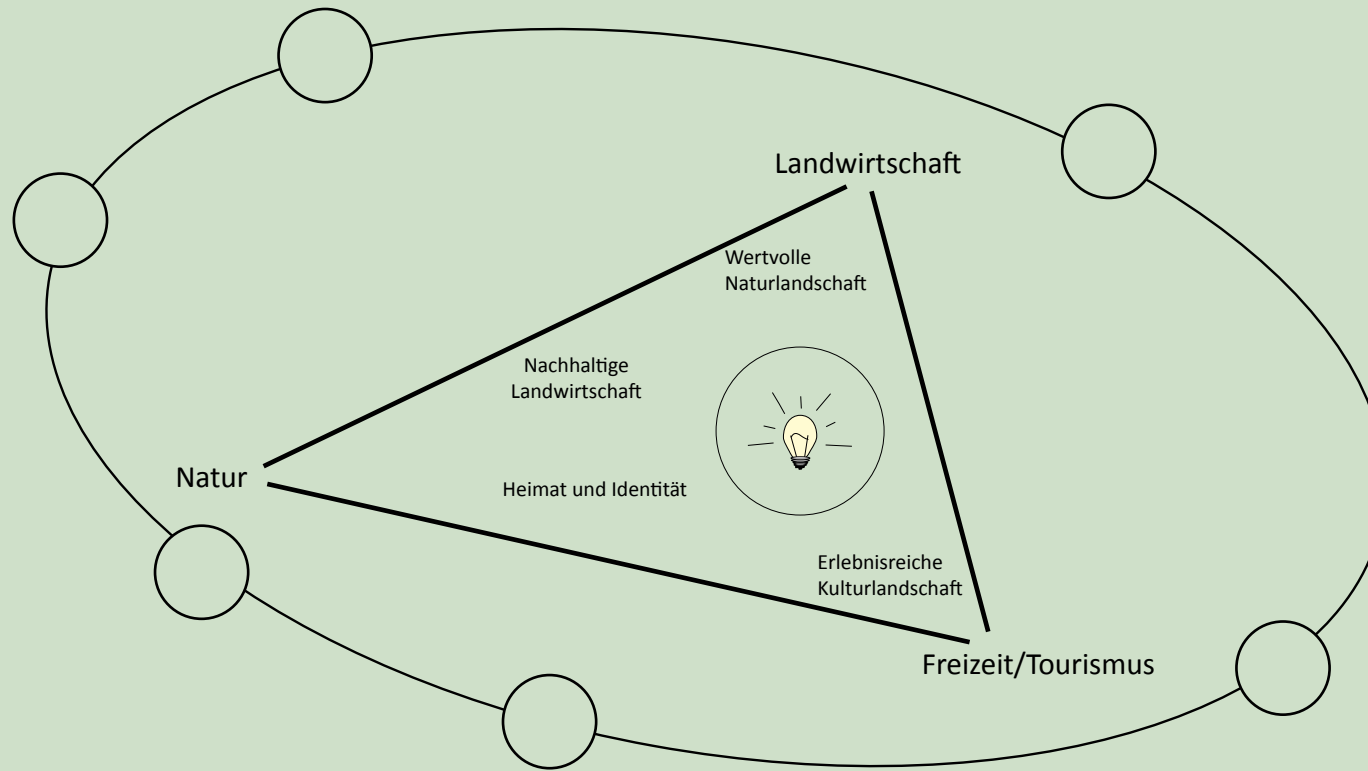 Landwirtschaft
Wertvolle
Naturlandschaft
Nachhaltige
Landwirtschaft
Natur
Heimat und Identität
Erlebnisreiche
Kulturlandschaft
Freizeit/Tourismus